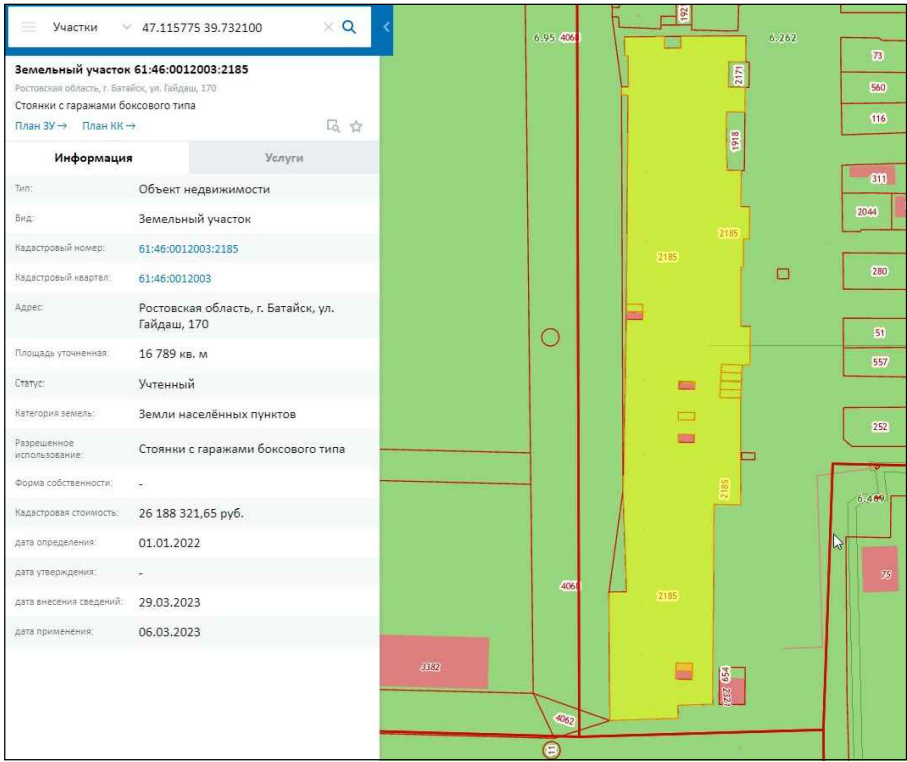 Участки 47.115775 39.732100
Земельный участок 61:46:0012003:2185
Ростовская область, г. Батайск, ул. Гайдаш, 170
Стоянки с гаражами боксового типа
План ЗУ → План КК →
Информация Услуги
Тип: Объект недвижимости
Вид: Земельный участок
Кадастровый номер: 61:46:0012003:2185
Кадастровый квартал: 61:46:0012003
Адрес: Ростовская область, г. Батайск, ул.
Гайдаш, 170
Площадь уточненная: 16 789 кв. м
Статус: Учтенный
Категория земель: Земли населённых пунктов
Разрешенное
использование: Стоянки с гаражами боксового типа
Форма собственности: -
Кадастровая стоимость: 26 188 321,65 руб.
дата определения: 01.01.2022
дата утверждения: -
дата внесения сведений: 29.03.2023
дата применения: 06.03.2023
192
6.95 406
6.262
73
2171
560
116
1918
311
2044
2185
2185
280
51
557
252
2185
6.469
75
406
2185
3382
654
2321
4062
11